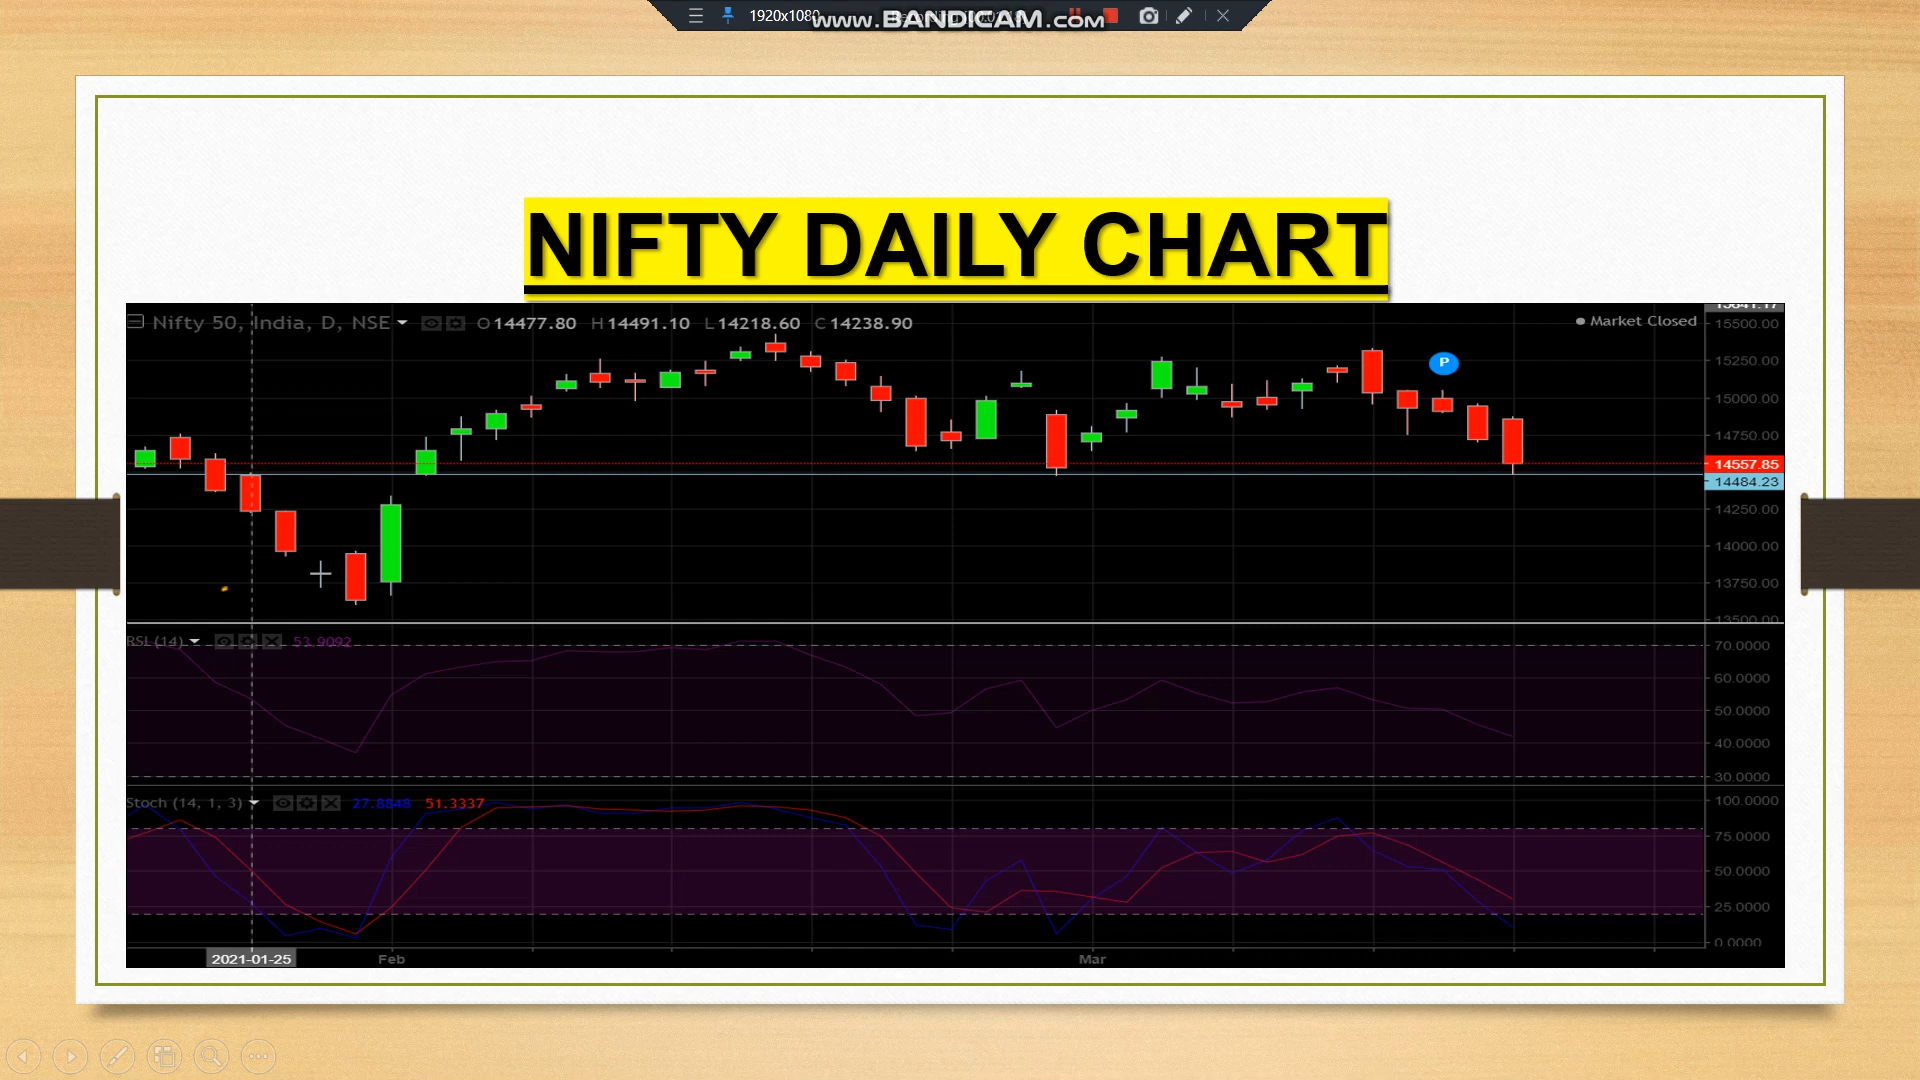 1920x1080
www.BANDICAM.com
NIFTY DAILY CHART
Nifty 50, India, D, NSE O14477.80 H14491.10 L14218.60 C14238.90
Market Closed
15641.17
15500.00
15250.00
15000.00
14750.00
14557.85
14484.23
14250.00
14000.00
13750.00
13500.00
P
RSI (14) 53.9092
70.0000
60.0000
50.0000
40.0000
30.0000
Stoch (14, 1, 3) 27.8848 51.3337
100.0000
75.0000
50.0000
25.0000
0.0000
2021-01-25 Feb Mar